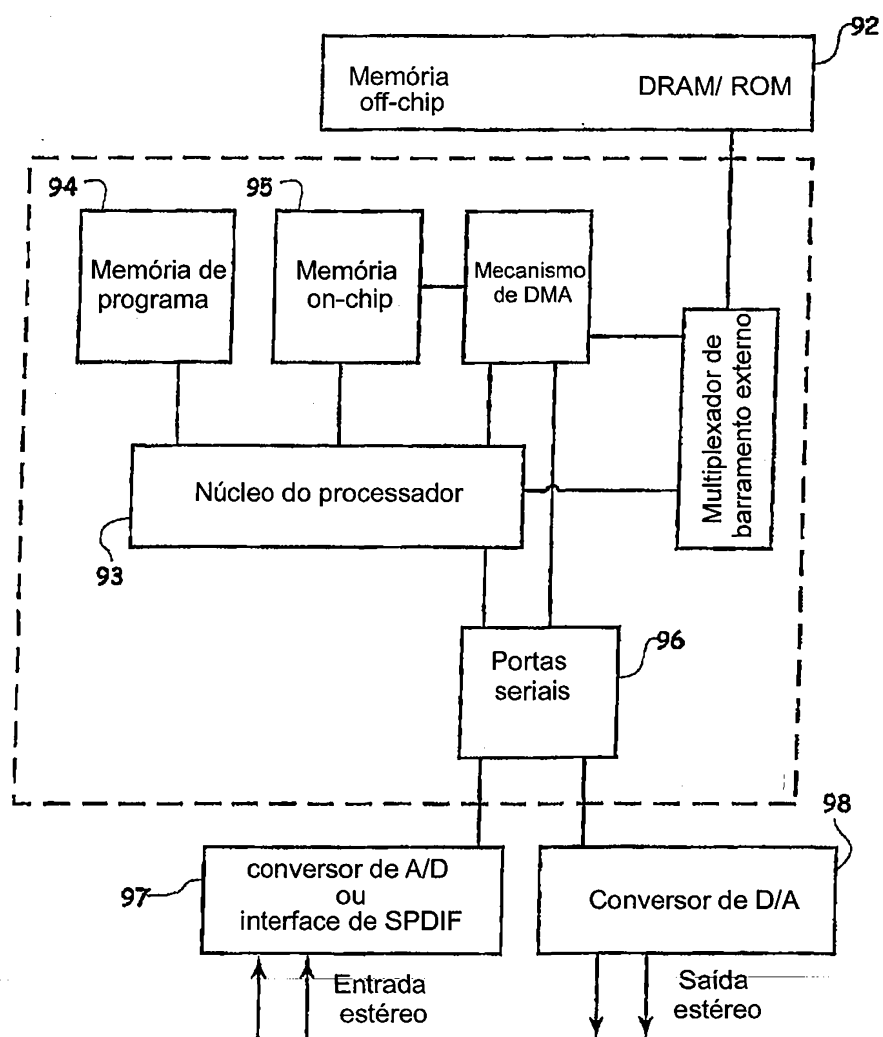 92
Memória
off-chip
DRAM/ ROM
94
95
Memória de
programa
Memória
on-chip
Mecanismo
de DMA
Multiplexador de
barramento externo
Núcleo do processador
93
96
Portas
seriais
98
97
conversor de A/D
ou
interface de SPDIF
Conversor de D/A
Entrada
estéreo
Saída
estéreo